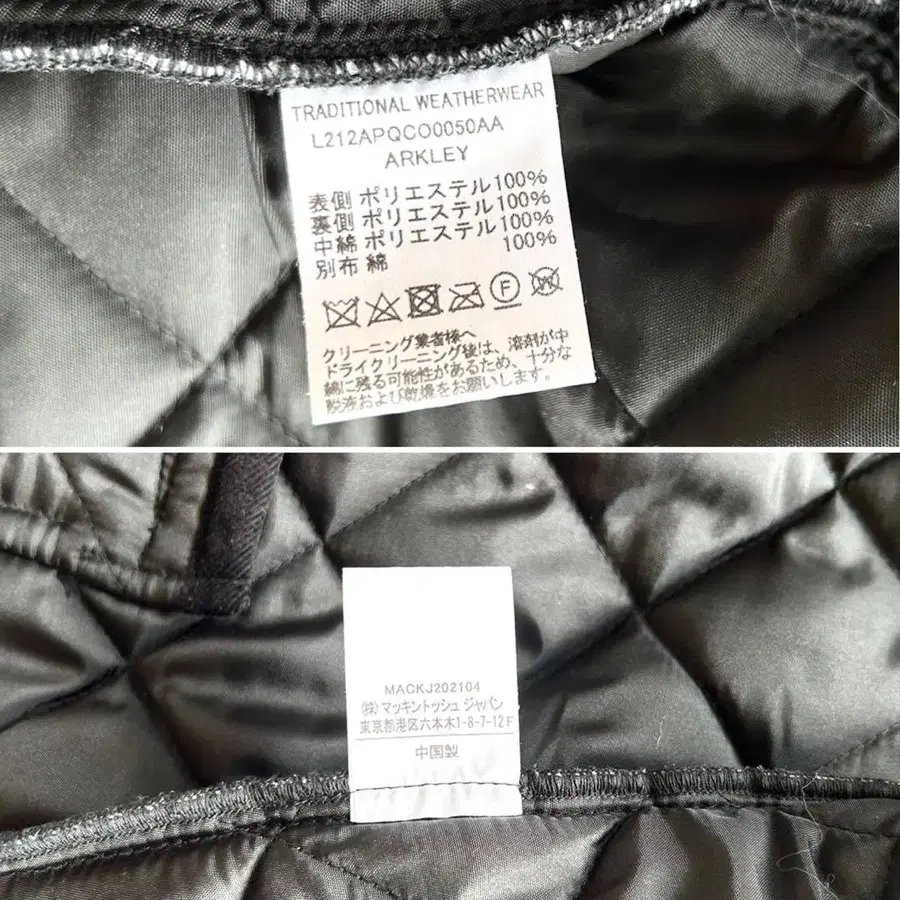 TRADITIONAL WEATHERWEAR
L212APQCO0050AA
ARKLEY
表側 ポリエステル100%
裏側 ポリエステル100%
中綿 ポリエステル100%
別布 綿 100%
F
W
クリーニング業者様へ
ドライクリーニング後は、溶剤が中
綿に残る可能性があるため、十分な
脱液および乾燥をお願いします。
MACKJ202104
㈱マッキントッシュ ジャパン
東京都港区六本木1-8-7-12F
中国製